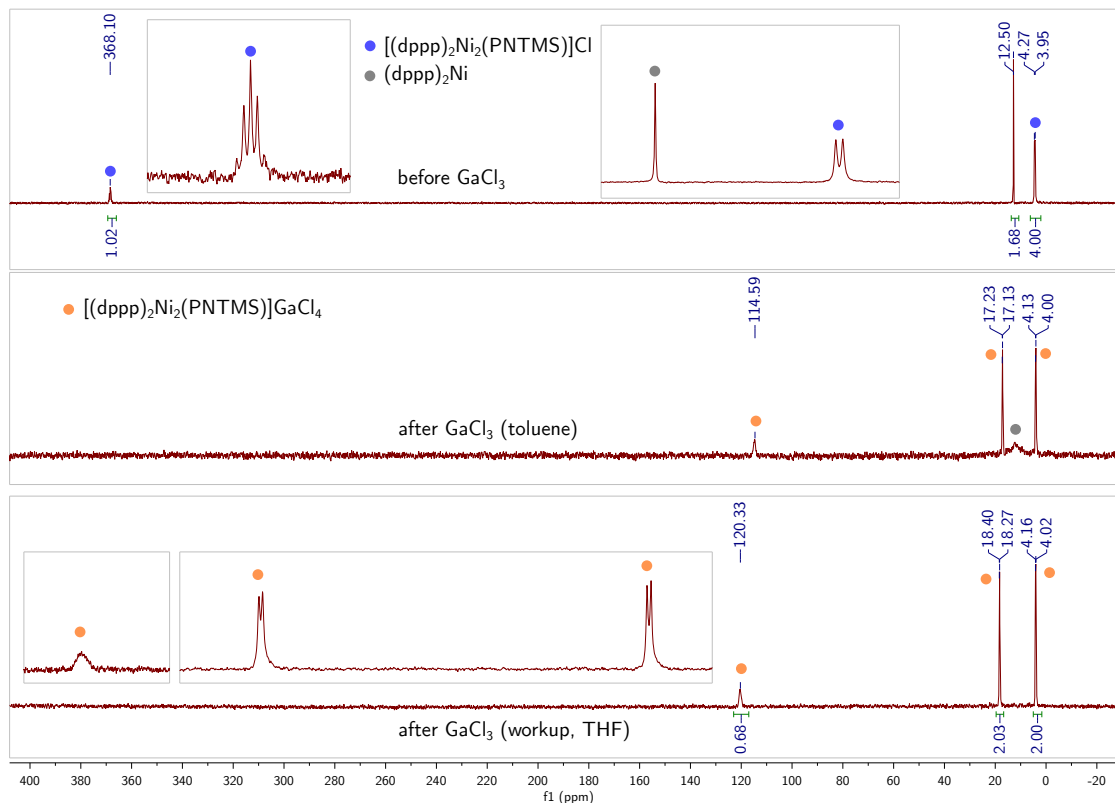 368.10
[(dppp)₂Ni₂(PNTMS)]Cl
(dppp)₂Ni
12.50
4.27
3.95
before GaCl₃
1.02
1.68
4.00
[(dppp)₂Ni₂(PNTMS)]GaCl₄
114.59
17.23
17.13
4.13
4.00
after GaCl₃ (toluene)
120.33
18.40
18.27
4.16
4.02
after GaCl₃ (workup, THF)
0.68
2.03
2.00
400 380 360 340 320 300 280 260 240 220 200 180 160 140 120 100 80 60 40 20 0 -20
f1 (ppm)